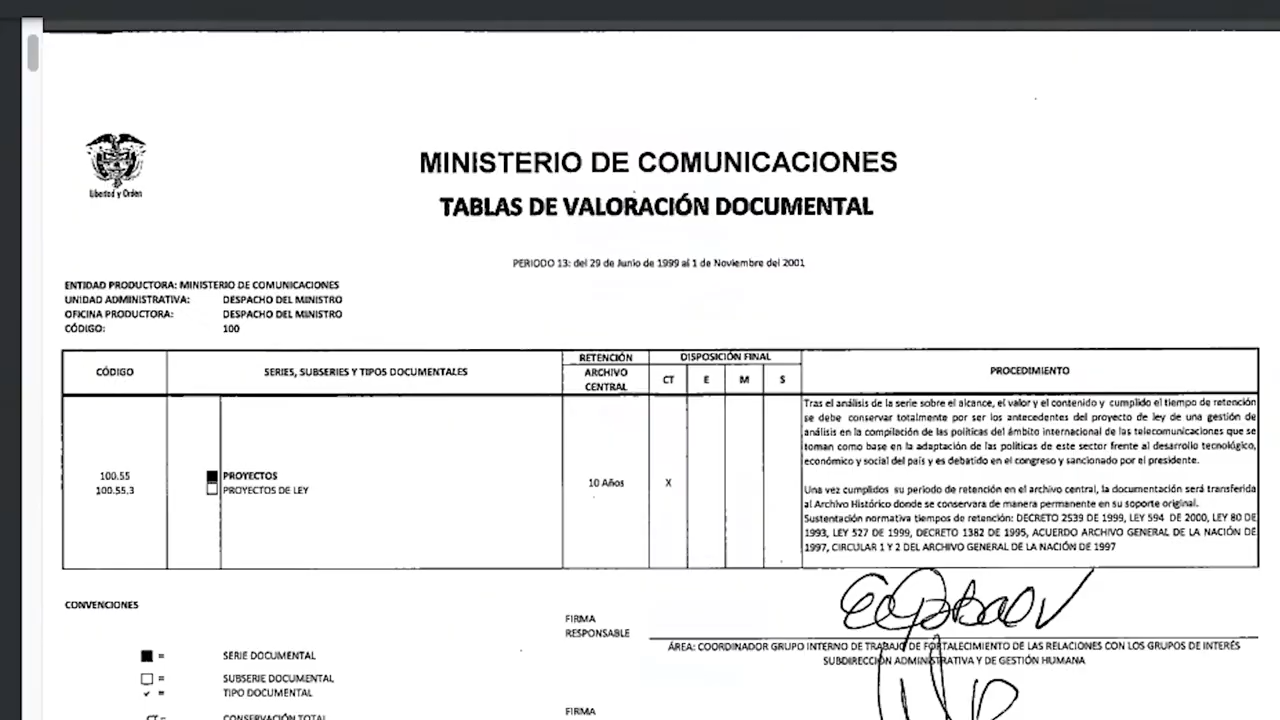 Libertad y Orden
MINISTERIO DE COMUNICACIONES
TABLAS DE VALORACIÓN DOCUMENTAL
PERIODO 13: del 29 de Junio de 1999 al 1 de Noviembre del 2001
ENTIDAD PRODUCTORA: MINISTERIO DE COMUNICACIONES
UNIDAD ADMINISTRATIVA: DESPACHO DEL MINISTRO
OFICINA PRODUCTORA: DESPACHO DEL MINISTRO
CÓDIGO: 100
CÓDIGO
SERIES, SUBSERIES Y TIPOS DOCUMENTALES
RETENCIÓN
ARCHIVO
CENTRAL
DISPOSICIÓN FINAL
CT E M S
PROCEDIMIENTO
100.55 ■ PROYECTOS
100.55.3 □ PROYECTOS DE LEY
10 Años
X
Tras el análisis de la serie sobre el alcance, el valor y el contenido y cumplido el tiempo de retención
se debe conservar totalmente por ser los antecedentes del proyecto de ley de una gestión de
análisis en la compilación de las políticas del ámbito internacional de las telecomunicaciones que se
toman como base en la adaptación de las políticas de este sector frente al desarrollo tecnológico,
económico y social del país y es debatido en el congreso y sancionado por el presidente.
Una vez cumplidos su periodo de retención en el archivo central, la documentación será transferida
al Archivo Histórico donde se conservara de manera permanente en su soporte original.
Sustentación normativa tiempos de retención: DECRETO 2539 DE 1999, LEY 594 DE 2000, LEY 80 DE
1993, LEY 527 DE 1999, DECRETO 1382 DE 1995, ACUERDO ARCHIVO GENERAL DE LA NACIÓN DE
1997, CIRCULAR 1 Y 2 DEL ARCHIVO GENERAL DE LA NACIÓN DE 1997
CONVENCIONES
■ = SERIE DOCUMENTAL
□ = SUBSERIE DOCUMENTAL
✓ = TIPO DOCUMENTAL
CT = CONSERVACIÓN TOTAL
FIRMA
RESPONSABLE
ÁREA: COORDINADOR GRUPO INTERNO DE TRABAJO DE FORTALECIMIENTO DE LAS RELACIONES CON LOS GRUPOS DE INTERÉS
SUBDIRECCIÓN ADMINISTRATIVA Y DE GESTIÓN HUMANA
FIRMA